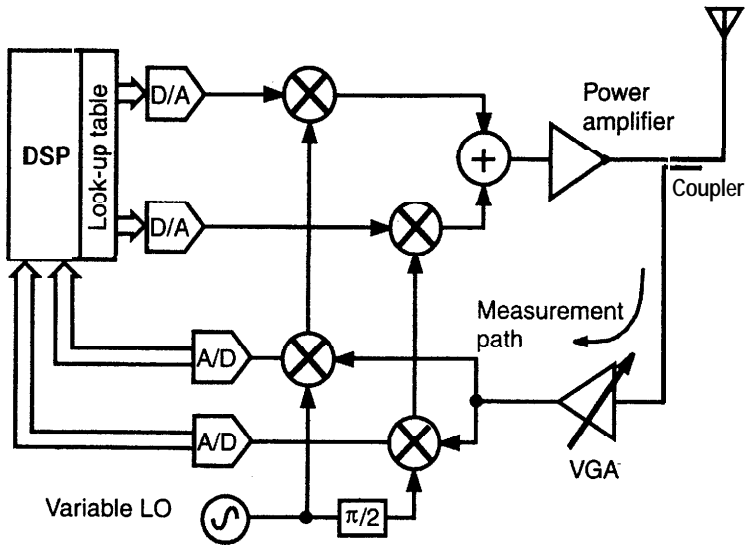 Power
amplifier
D/A
DSP
Look-up table
+
Coupler
D/A
Measurement
path
A/D
A/D
VGA
Variable LO
π/2